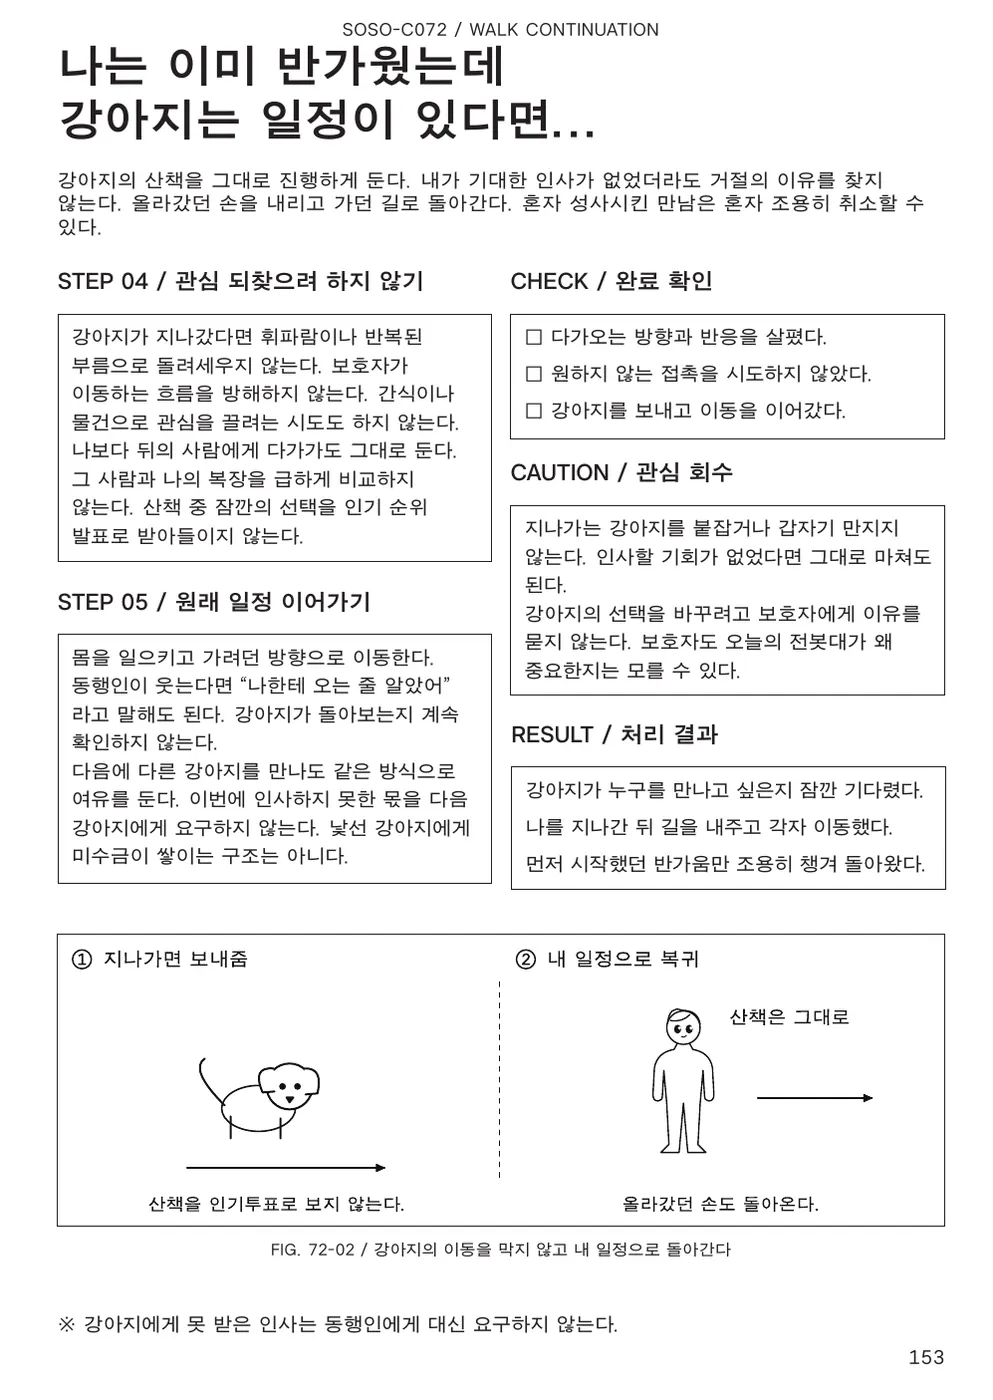 SOSO-C072 / WALK CONTINUATION
나는 이미 반가웠는데
강아지는 일정이 있다면...
강아지의 산책을 그대로 진행하게 둔다. 내가 기대한 인사가 없었더라도 거절의 이유를 찾지
않는다. 올라갔던 손을 내리고 가던 길로 돌아간다. 혼자 성사시킨 만남은 혼자 조용히 취소할 수
있다.
STEP 04 / 관심 되찾으려 하지 않기
강아지가 지나갔다면 휘파람이나 반복된
부름으로 돌려세우지 않는다. 보호자가
이동하는 흐름을 방해하지 않는다. 간식이나
물건으로 관심을 끌려는 시도도 하지 않는다.
나보다 뒤의 사람에게 다가가도 그대로 둔다.
그 사람과 나의 복장을 급하게 비교하지
않는다. 산책 중 잠깐의 선택을 인기 순위
발표로 받아들이지 않는다.
STEP 05 / 원래 일정 이어가기
몸을 일으키고 가려던 방향으로 이동한다.
동행인이 웃는다면 “나한테 오는 줄 알았어”
라고 말해도 된다. 강아지가 돌아보는지 계속
확인하지 않는다.
다음에 다른 강아지를 만나도 같은 방식으로
여유를 둔다. 이번에 인사하지 못한 몫을 다음
강아지에게 요구하지 않는다. 낯선 강아지에게
미수금이 쌓이는 구조는 아니다.
CHECK / 완료 확인
□ 다가오는 방향과 반응을 살폈다.
□ 원하지 않는 접촉을 시도하지 않았다.
□ 강아지를 보내고 이동을 이어갔다.
CAUTION / 관심 회수
지나가는 강아지를 붙잡거나 갑자기 만지지
않는다. 인사할 기회가 없었다면 그대로 마쳐도
된다.
강아지의 선택을 바꾸려고 보호자에게 이유를
묻지 않는다. 보호자도 오늘의 전봇대가 왜
중요한지는 모를 수 있다.
RESULT / 처리 결과
강아지가 누구를 만나고 싶은지 잠깐 기다렸다.
나를 지나간 뒤 길을 내주고 각자 이동했다.
먼저 시작했던 반가움만 조용히 챙겨 돌아왔다.
① 지나가면 보내줌
산책을 인기투표로 보지 않는다.
② 내 일정으로 복귀
산책은 그대로
올라갔던 손도 돌아온다.
FIG. 72-02 / 강아지의 이동을 막지 않고 내 일정으로 돌아간다
※ 강아지에게 못 받은 인사는 동행인에게 대신 요구하지 않는다.
153